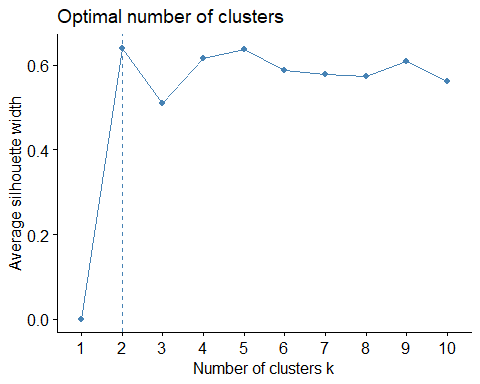 Optimal number of clusters
Average silhouette width
0.6
0.4
0.2
0.0
1 2 3 4 5 6 7 8 9 10
Number of clusters k